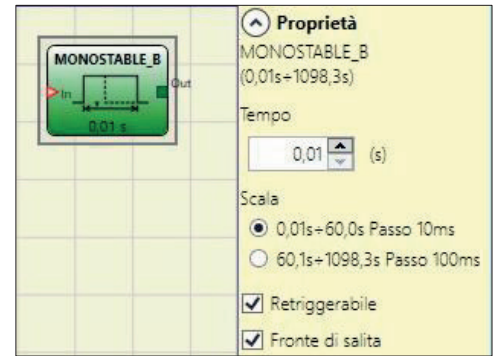 MONOSTABLE_B
In
Out
0,01 s
Proprietà
MONOSTABLE_B
(0,01s÷1098,3s)
Tempo
0,01 (s)
Scala
0,01s÷60,0s Passo 10ms
60,1s÷1098,3s Passo 100ms
Retriggerabile
Fronte di salita